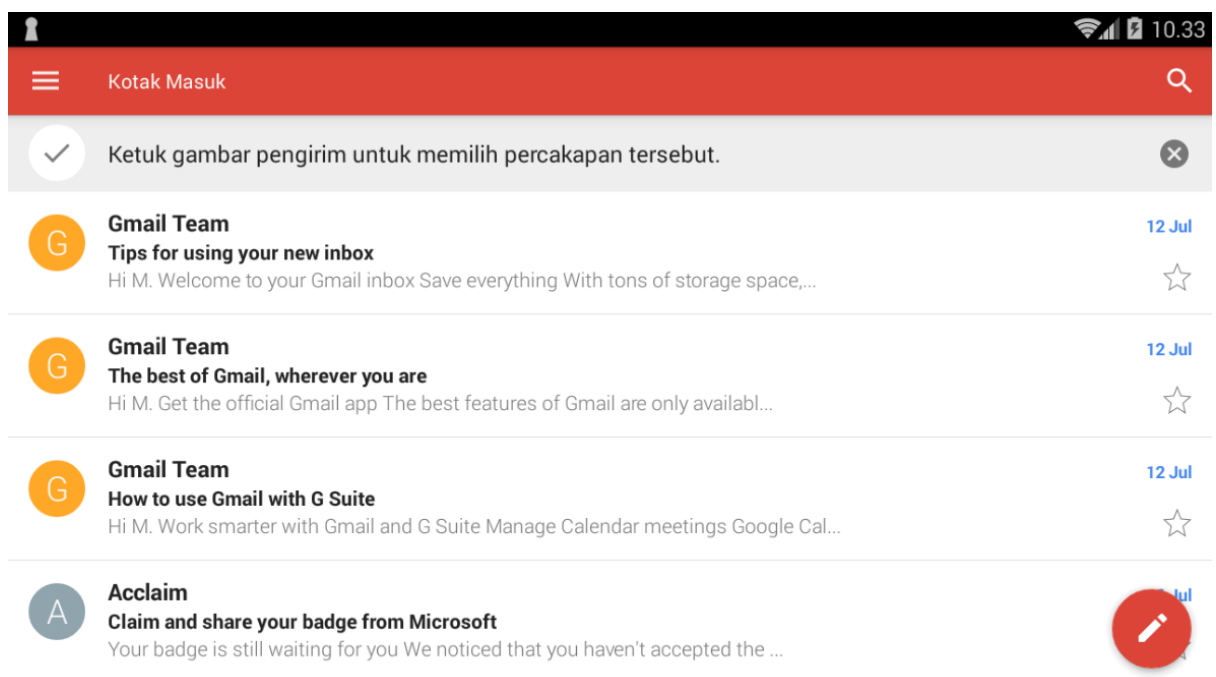 10.33
Kotak Masuk
Ketuk gambar pengirim untuk memilih percakapan tersebut.
G
Gmail Team
12 Jul
Tips for using your new inbox
Hi M. Welcome to your Gmail inbox Save everything With tons of storage space,...
G
Gmail Team
12 Jul
The best of Gmail, wherever you are
Hi M. Get the official Gmail app The best features of Gmail are only availabl...
G
Gmail Team
12 Jul
How to use Gmail with G Suite
Hi M. Work smarter with Gmail and G Suite Manage Calendar meetings Google Cal...
A
Acclaim
Jul
Claim and share your badge from Microsoft
Your badge is still waiting for you We noticed that you haven't accepted the ...